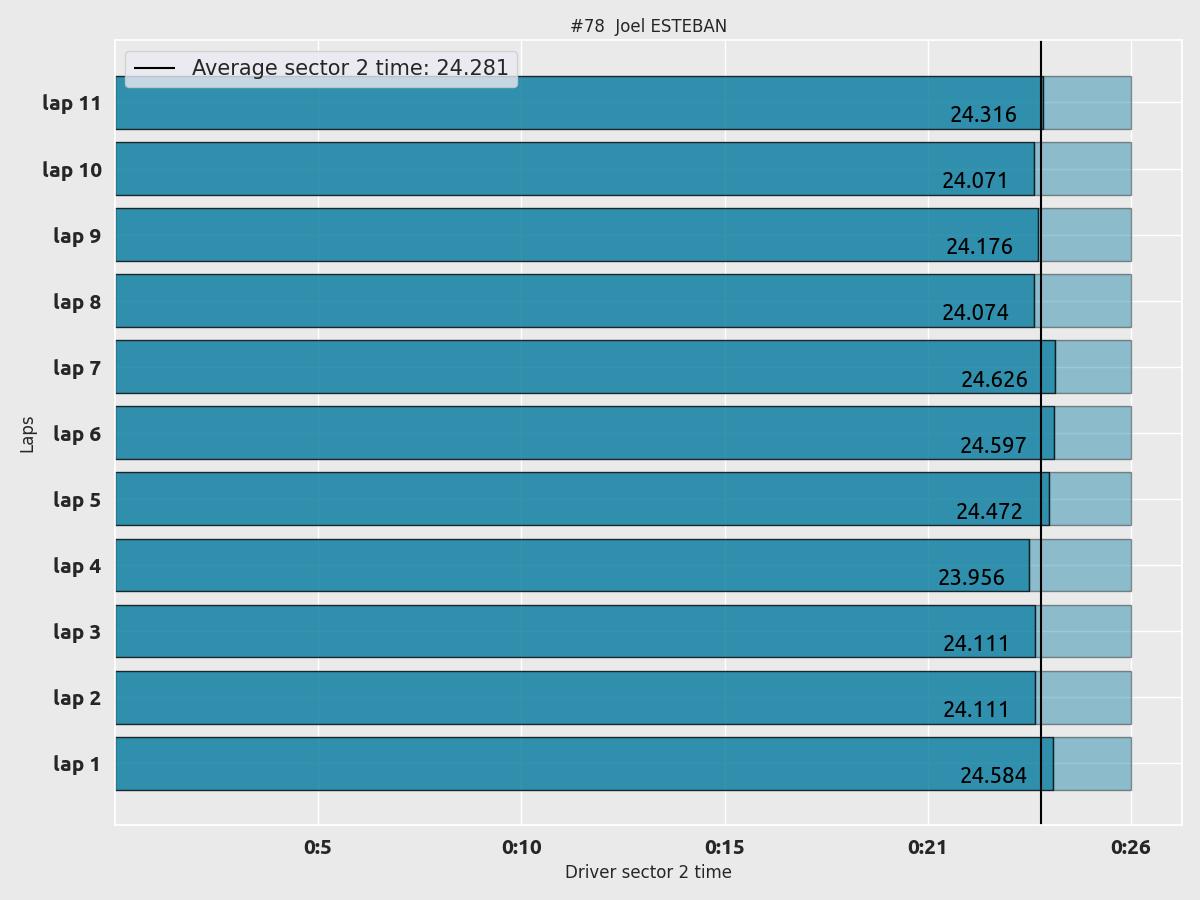 #78 Joel ESTEBAN
Average sector 2 time: 24.281
lap 11
24.316
lap 10
24.071
lap 9
24.176
lap 8
24.074
lap 7
24.626
lap 6
24.597
lap 5
24.472
lap 4
23.956
lap 3
24.111
lap 2
24.111
lap 1
24.584
Laps
0:5
0:10
0:15
0:21
0:26
Driver sector 2 time